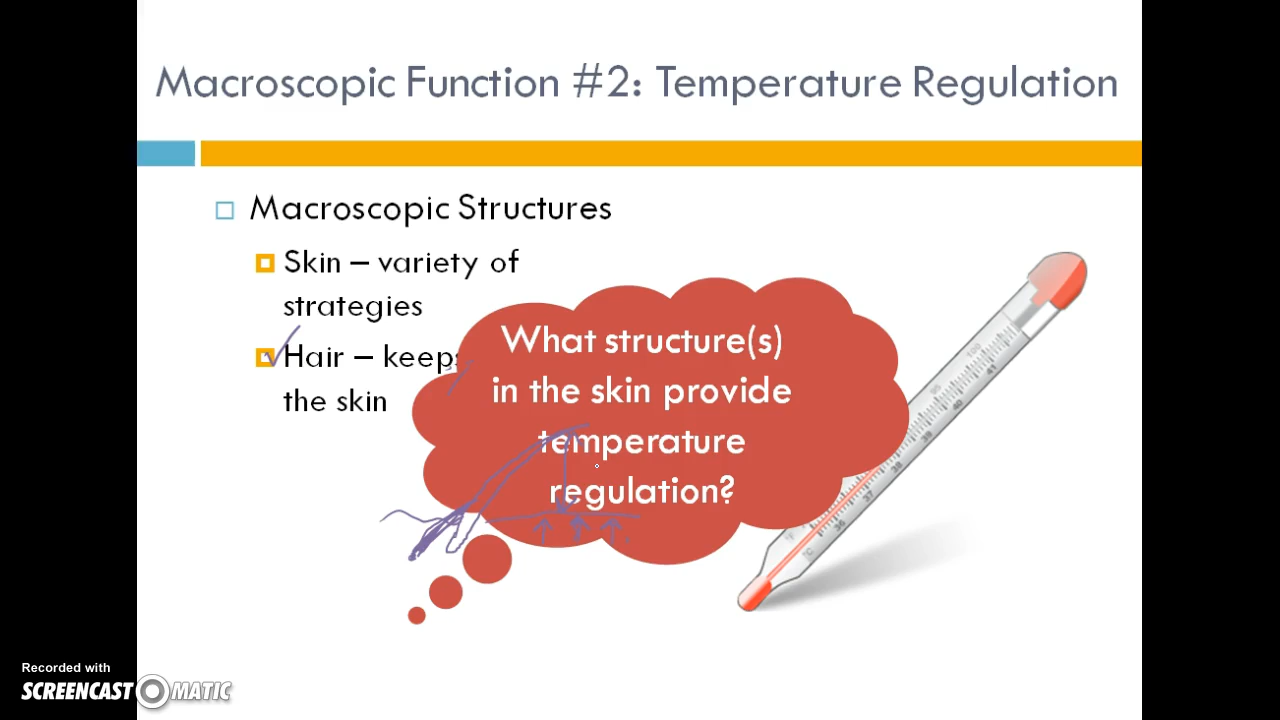 Macroscopic Function #2: Temperature Regulation
Macroscopic Structures
Skin – variety of
strategies
Hair – keeps
the skin
What structure(s)
in the skin provide
temperature
regulation?
Recorded with
SCREENCAST MATIC